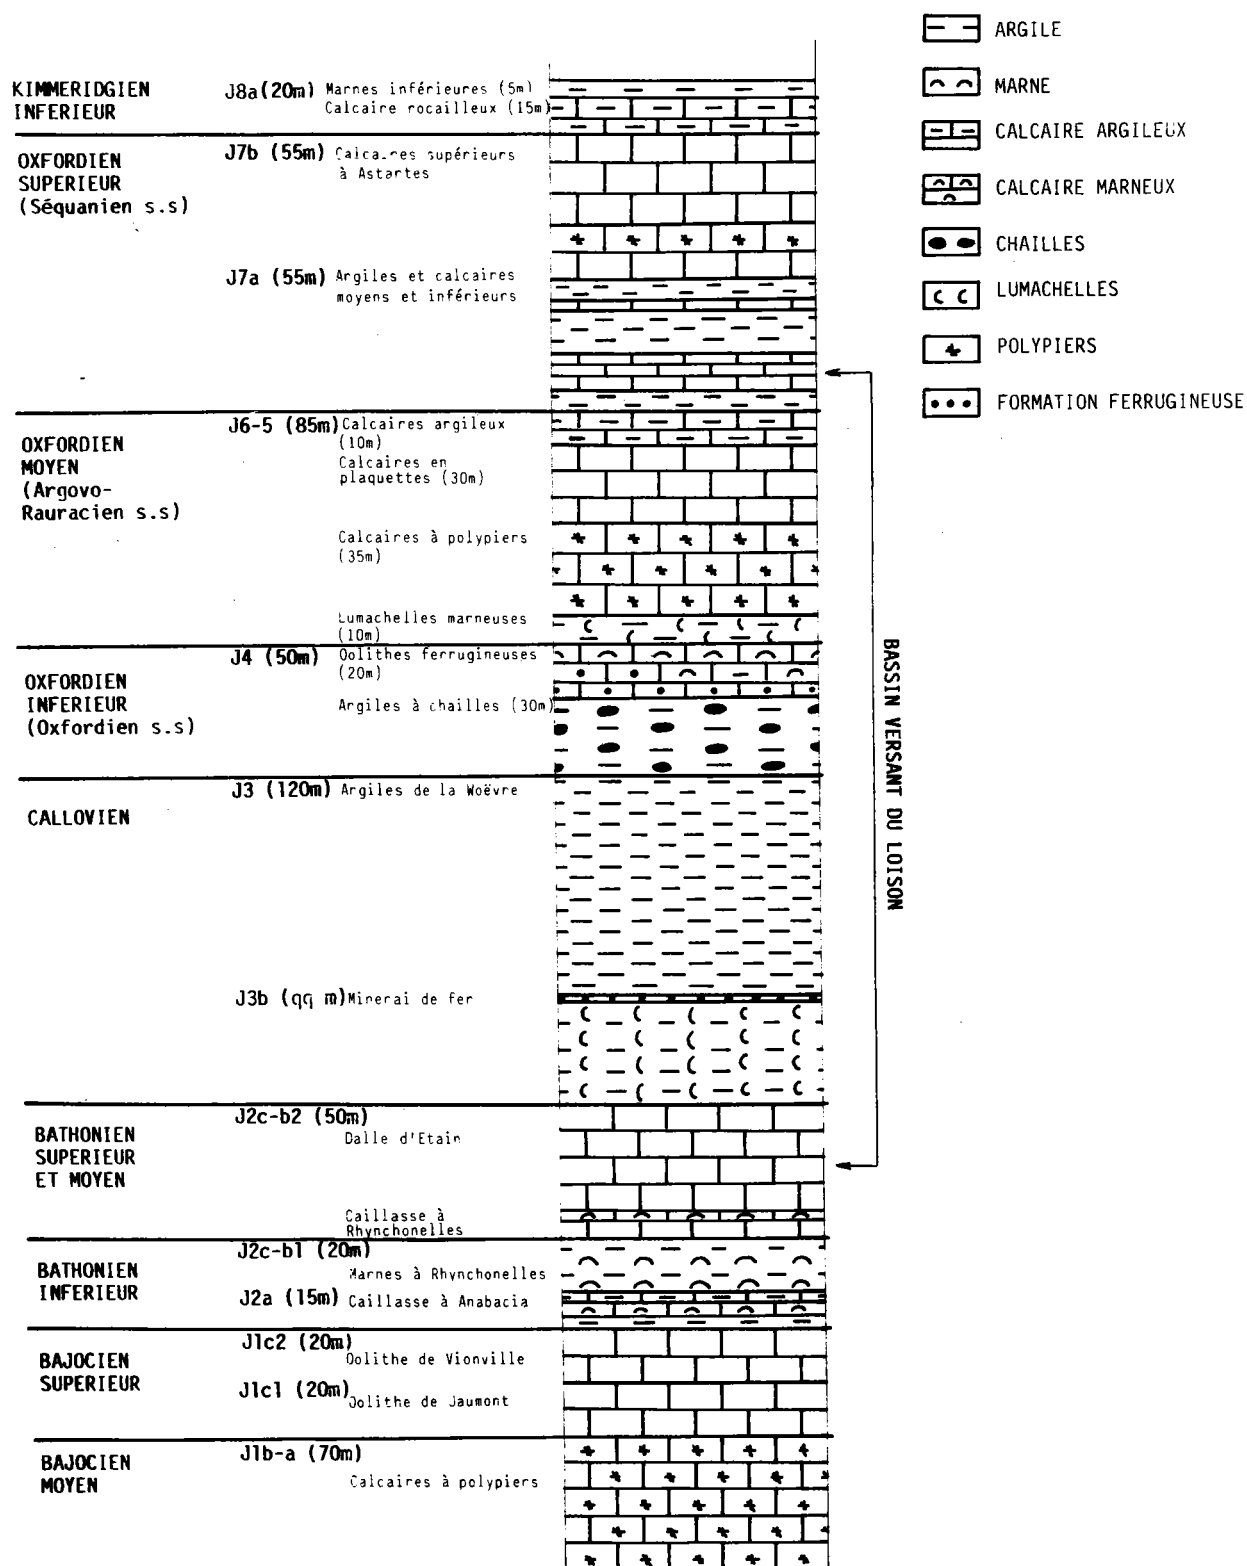 KIMMERIDGIEN
INFERIEUR
J8a(20m) Marnes inférieures (5m)
Calcaire rocailleux (15m)
OXFORDIEN
SUPERIEUR
(Séquanien s.s)
J7b (55m) Calcaires supérieurs
à Astartes
J7a (55m) Argiles et calcaires
moyens et inférieurs
OXFORDIEN
MOYEN
(Argovo-
Rauracien s.s)
J6-5 (85m) Calcaires argileux
(10m)
Calcaires en
plaquettes (30m)
Calcaires à polypiers
(35m)
Lumachelles marneuses
(10m)
OXFORDIEN
INFERIEUR
(Oxfordien s.s)
J4 (50m) Oolithes ferrugineuses
(20m)
Argiles à chailles (30m)
CALLOVIEN
J3 (120m) Argiles de la Woëvre
J3b (qq m) Minerai de fer
BATHONIEN
SUPERIEUR
ET MOYEN
J2c-b2 (50m)
Dalle d'Etain
Caillasse à
Rhynchonelles
BATHONIEN
INFERIEUR
J2c-b1 (20m)
Marnes à Rhynchonelles
J2a (15m) Caillasse à Anabacia
BAJOCIEN
SUPERIEUR
J1c2 (20m)
Oolithe de Vionville
J1c1 (20m)
Oolithe de Jaumont
BAJOCIEN
MOYEN
J1b-a (70m)
Calcaires à polypiers
BASSIN VERSANT DU LOISON
ARGILE
MARNE
CALCAIRE ARGILEUX
CALCAIRE MARNEUX
CHAILLES
LUMACHELLES
POLYPIERS
FORMATION FERRUGINEUSE